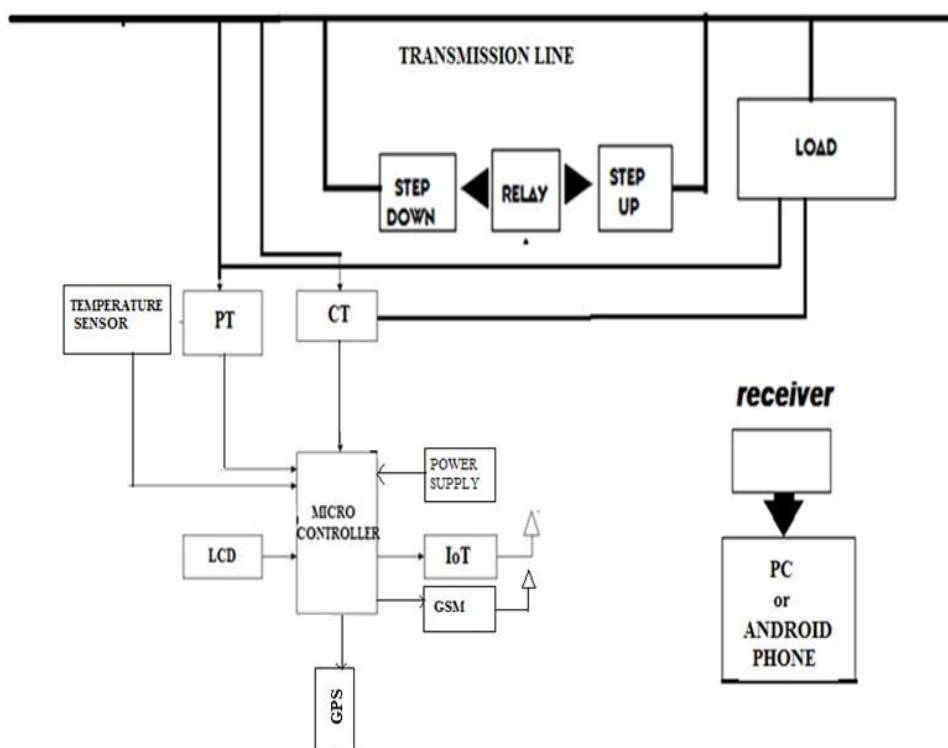 TRANSMISSION LINE
LOAD
STEP
DOWN
RELAY
STEP
UP
TEMPERATURE
SENSOR
PT
CT
receiver
POWER
SUPPLY
MICRO
CONTROLLER
LCD
IoT
GSM
PC
or
ANDROID
PHONE
GPS